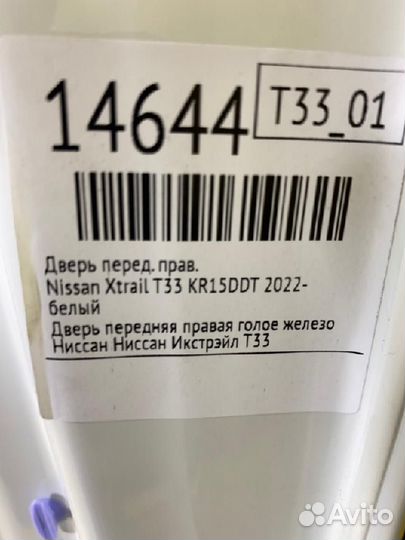 14644
T33_01
Дверь перед. прав.
Nissan Xtrail T33 KR15DDT 2022-
белый
Дверь передняя правая голое железо
Ниссан Ниссан Икстрэйл Т33
Avito